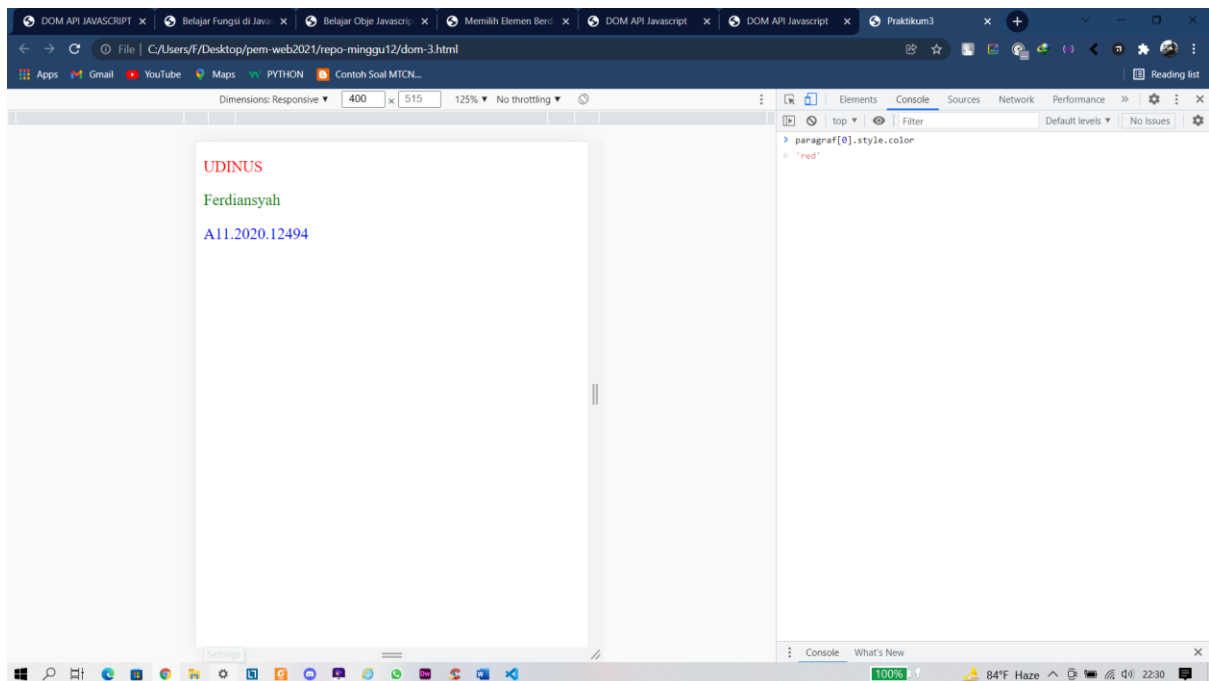 DOM API JAVASCRIPT
Belajar Fungsi di Java
Belajar Obje Javascrip
Memilih Elemen Berd
DOM API Javascript
DOM API Javascript
Praktikum3
File | C:/Users/F/Desktop/pem-web2021/repo-minggu12/dom-3.html
Apps Gmail YouTube Maps PYTHON Contoh Soal MTCN... Reading list
Dimensions: Responsive ▼ 400 x 515 125% ▼ No throttling ▼
Elements Console Sources Network Performance »
top ▼ Filter Default levels ▼ No Issues
> paragraf[0].style.color
'red'
UDINUS
Ferdiansyah
A11.2020.12494
Settings
Console What's New
100% 84°F Haze 22:30